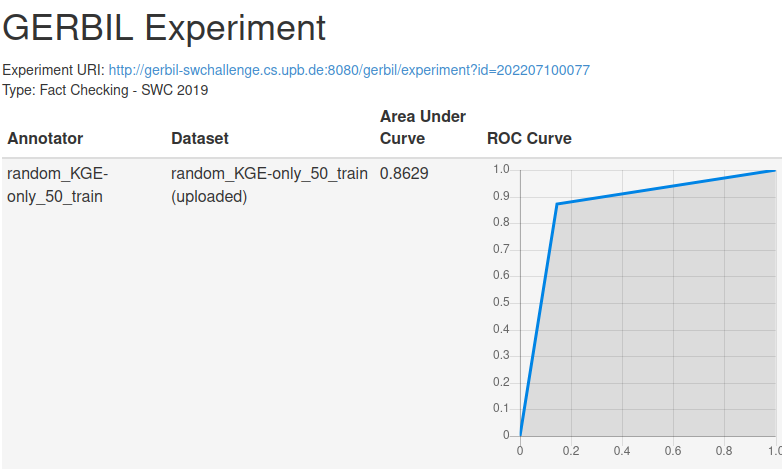 GERBIL Experiment
Experiment URI: http://gerbil-swchallenge.cs.upb.de:8080/gerbil/experiment?id=202207100077
Type: Fact Checking - SWC 2019
Annotator
Dataset
Area Under
Curve
ROC Curve
random_KGE-
only_50_train
random_KGE-only_50_train
(uploaded)
0.8629
1.0
0.9
0.8
0.7
0.6
0.5
0.4
0.3
0.2
0.1
0
0 0.2 0.4 0.6 0.8 1.0